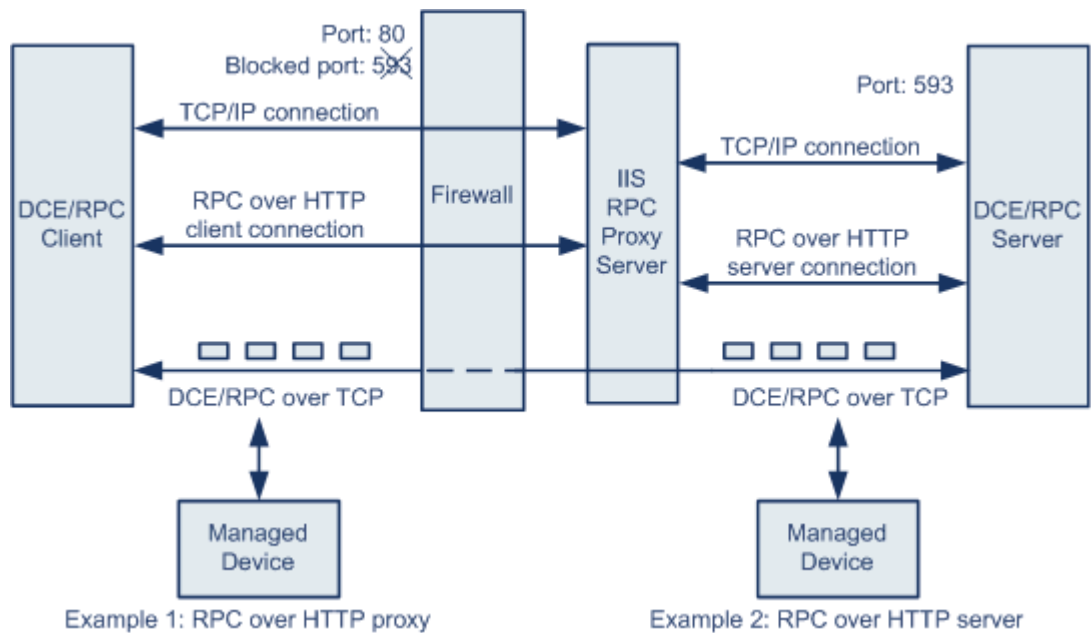 Port: 80
Blocked port: 593
Port: 593
TCP/IP connection
TCP/IP connection
DCE/RPC
Client
RPC over HTTP
client connection
Firewall
IIS
RPC
Proxy
Server
RPC over HTTP
server connection
DCE/RPC
Server
DCE/RPC over TCP
DCE/RPC over TCP
Managed
Device
Managed
Device
Example 1: RPC over HTTP proxy
Example 2: RPC over HTTP server